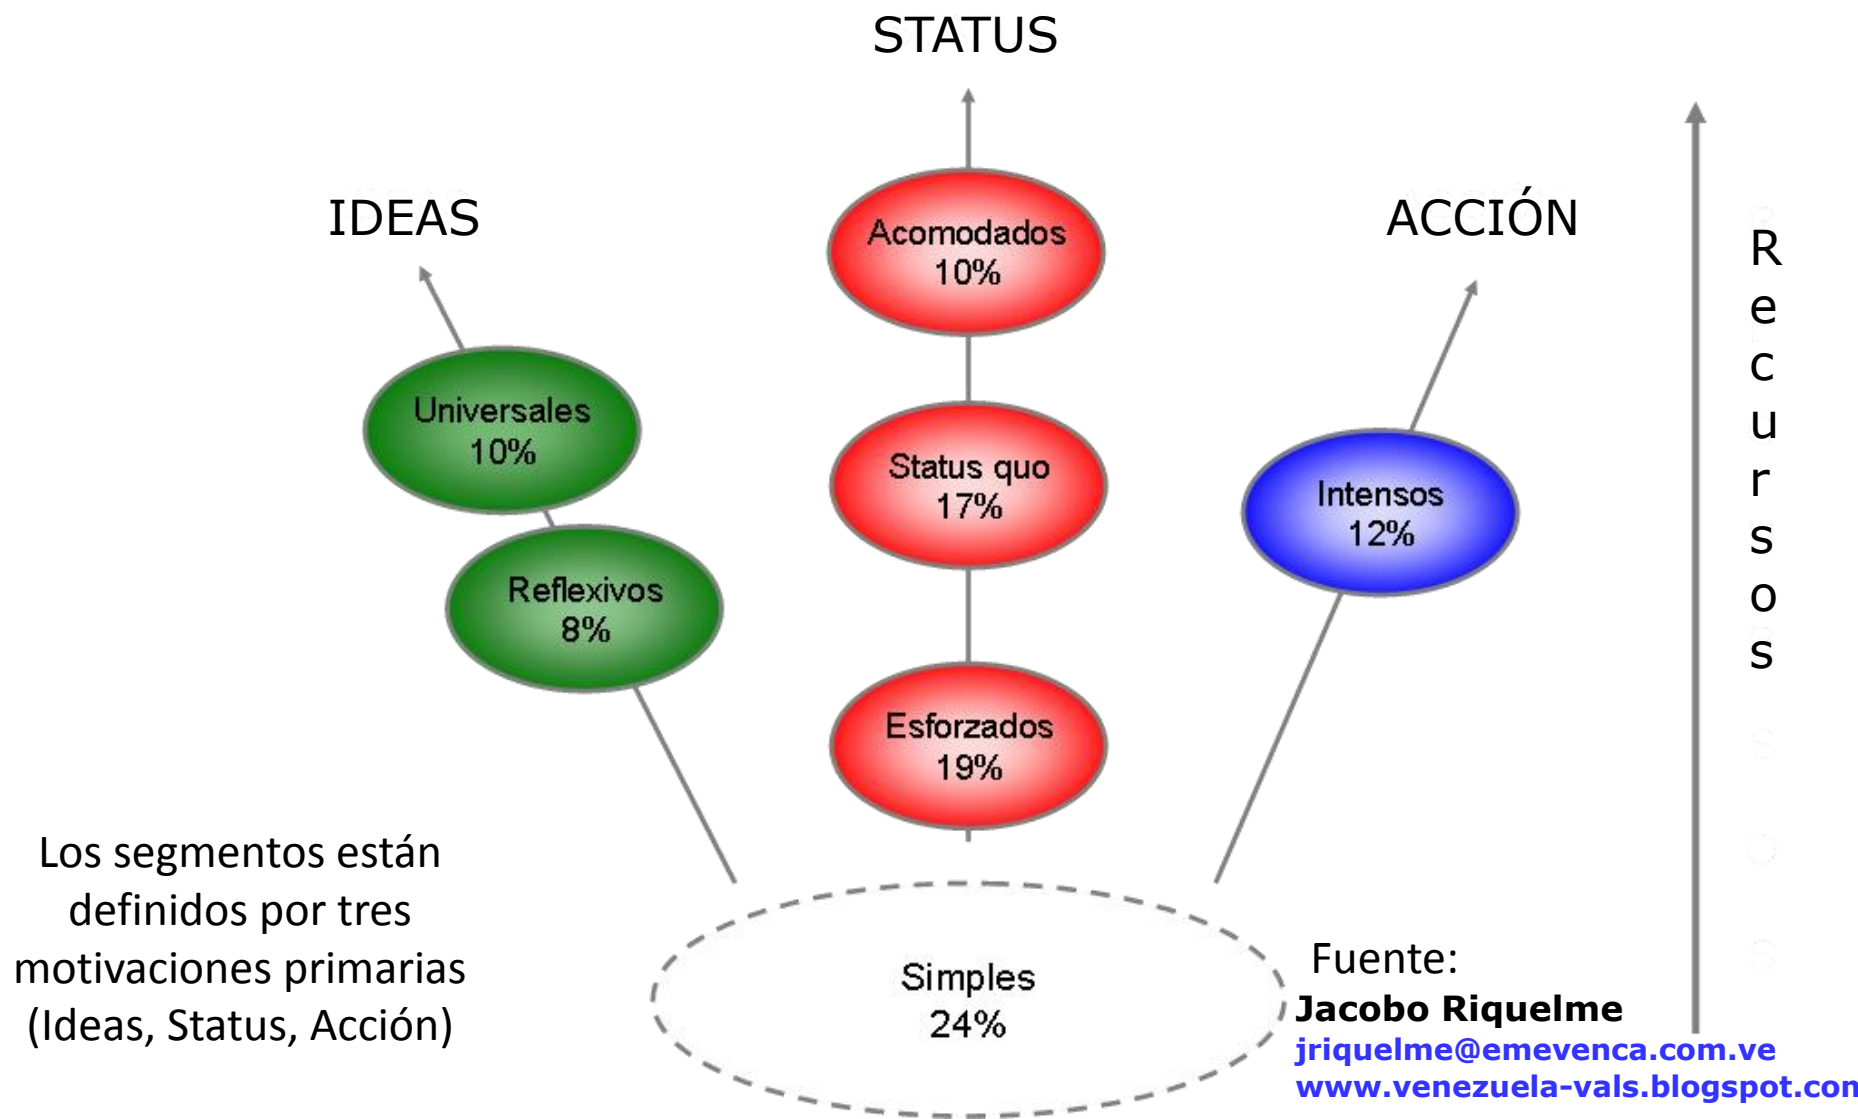 STATUS
IDEAS
ACCIÓN
Acomodados
10%
Universales
10%
Status quo
17%
Intensos
12%
Reflexivos
8%
Esforzados
19%
Simples
24%
R
e
c
u
r
s
o
s
Los segmentos están
definidos por tres
motivaciones primarias
(Ideas, Status, Acción)
Fuente:
Jacobo Riquelme
jriquelme@emevenca.com.ve
www.venezuela-vals.blogspot.com